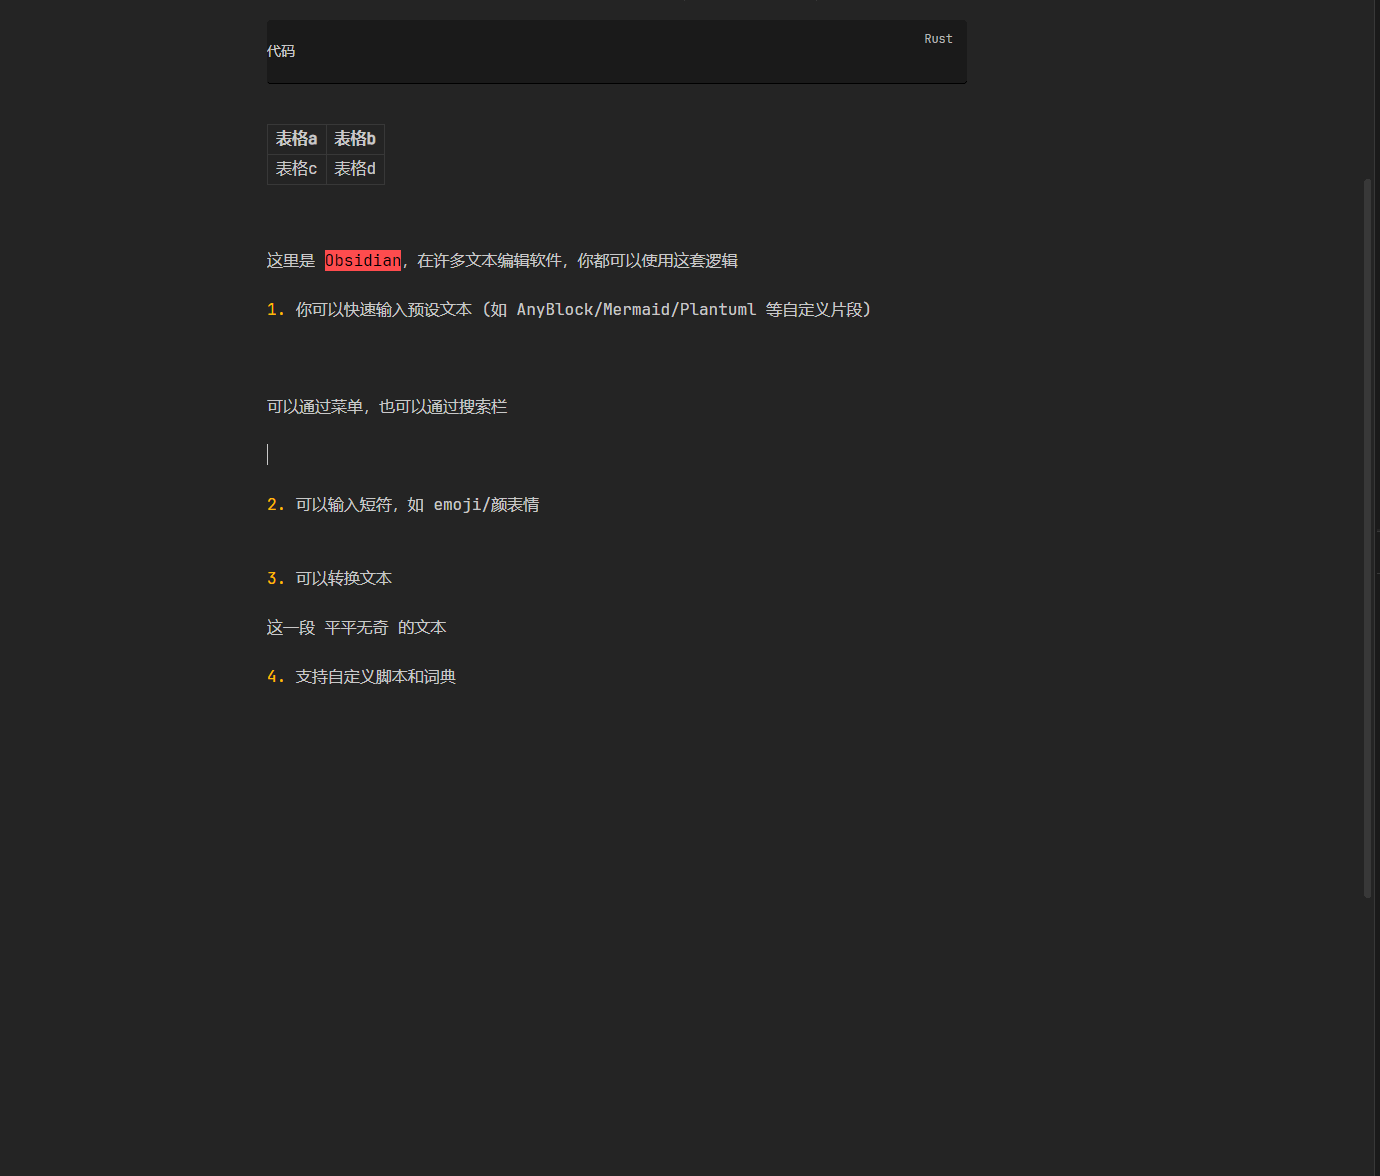 Rust
代码
表格a 表格b
表格c 表格d
这里是 Obsidian，在许多文本编辑软件，你都可以使用这套逻辑
1. 你可以快速输入预设文本 (如 AnyBlock/Mermaid/Plantuml 等自定义片段)
可以通过菜单，也可以通过搜索栏
2. 可以输入短符，如 emoji/颜表情
3. 可以转换文本
这一段 平平无奇 的文本
4. 支持自定义脚本和词典